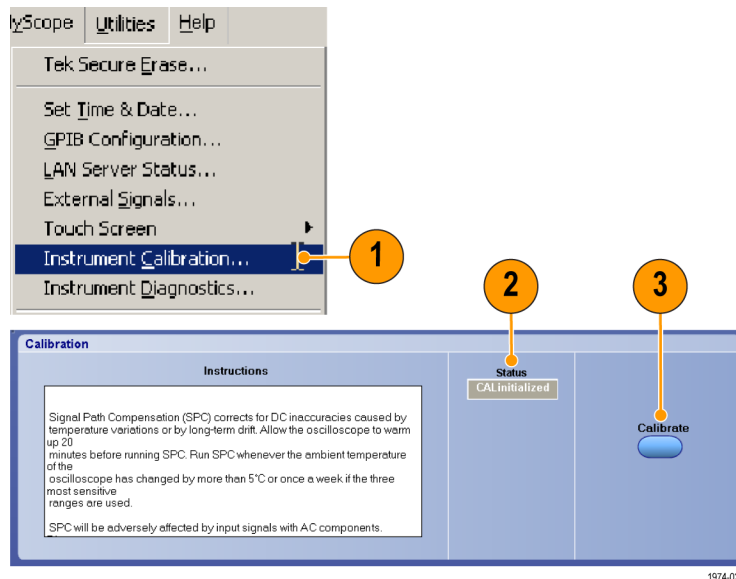 Utilities Help
Tek Secure Erase...
Set Time & Date...
GPIB Configuration...
LAN Server Status...
External Signals...
Touch Screen
Instrument Calibration...
Instrument Diagnostics...
1
2
3
Calibration
Instructions
Signal Path Compensation (SPC) corrects for DC inaccuracies caused by
temperature variations or by long-term drift. Allow the oscilloscope to warm
up 20
minutes before running SPC. Run SPC whenever the ambient temperature
of the
oscilloscope has changed by more than 5°C or once a week if the three
most sensitive
ranges are used.
SPC will be adversely affected by input signals with AC components.
Status
CALinitialized
Calibrate